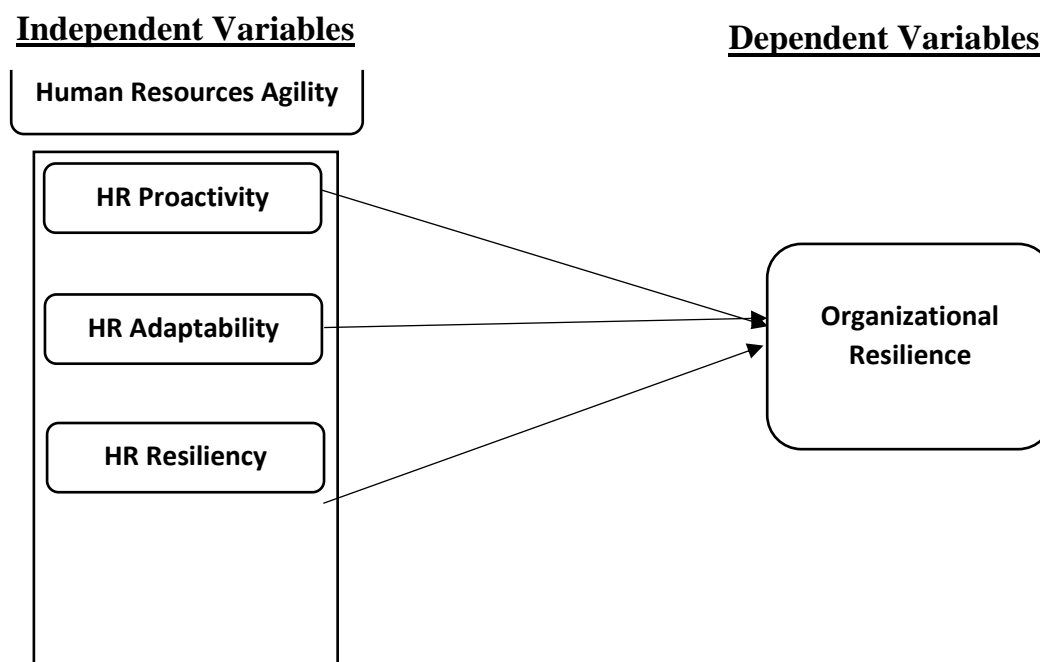 Independent Variables
Dependent Variables
Human Resources Agility
HR Proactivity
HR Adaptability
HR Resiliency
Organizational
Resilience